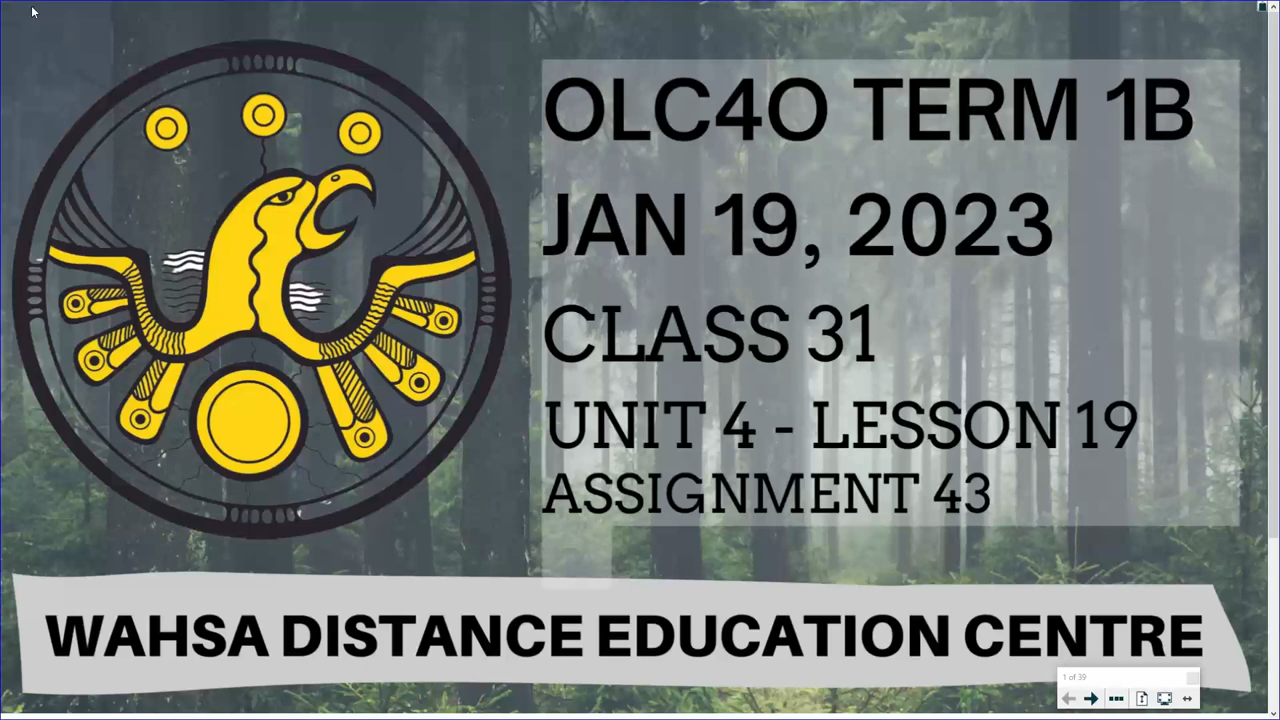 OLC4O TERM 1B
JAN 19, 2023
CLASS 31
UNIT 4 - LESSON 19
ASSIGNMENT 43
WAHSA DISTANCE EDUCATION CENTRE
1 of 39